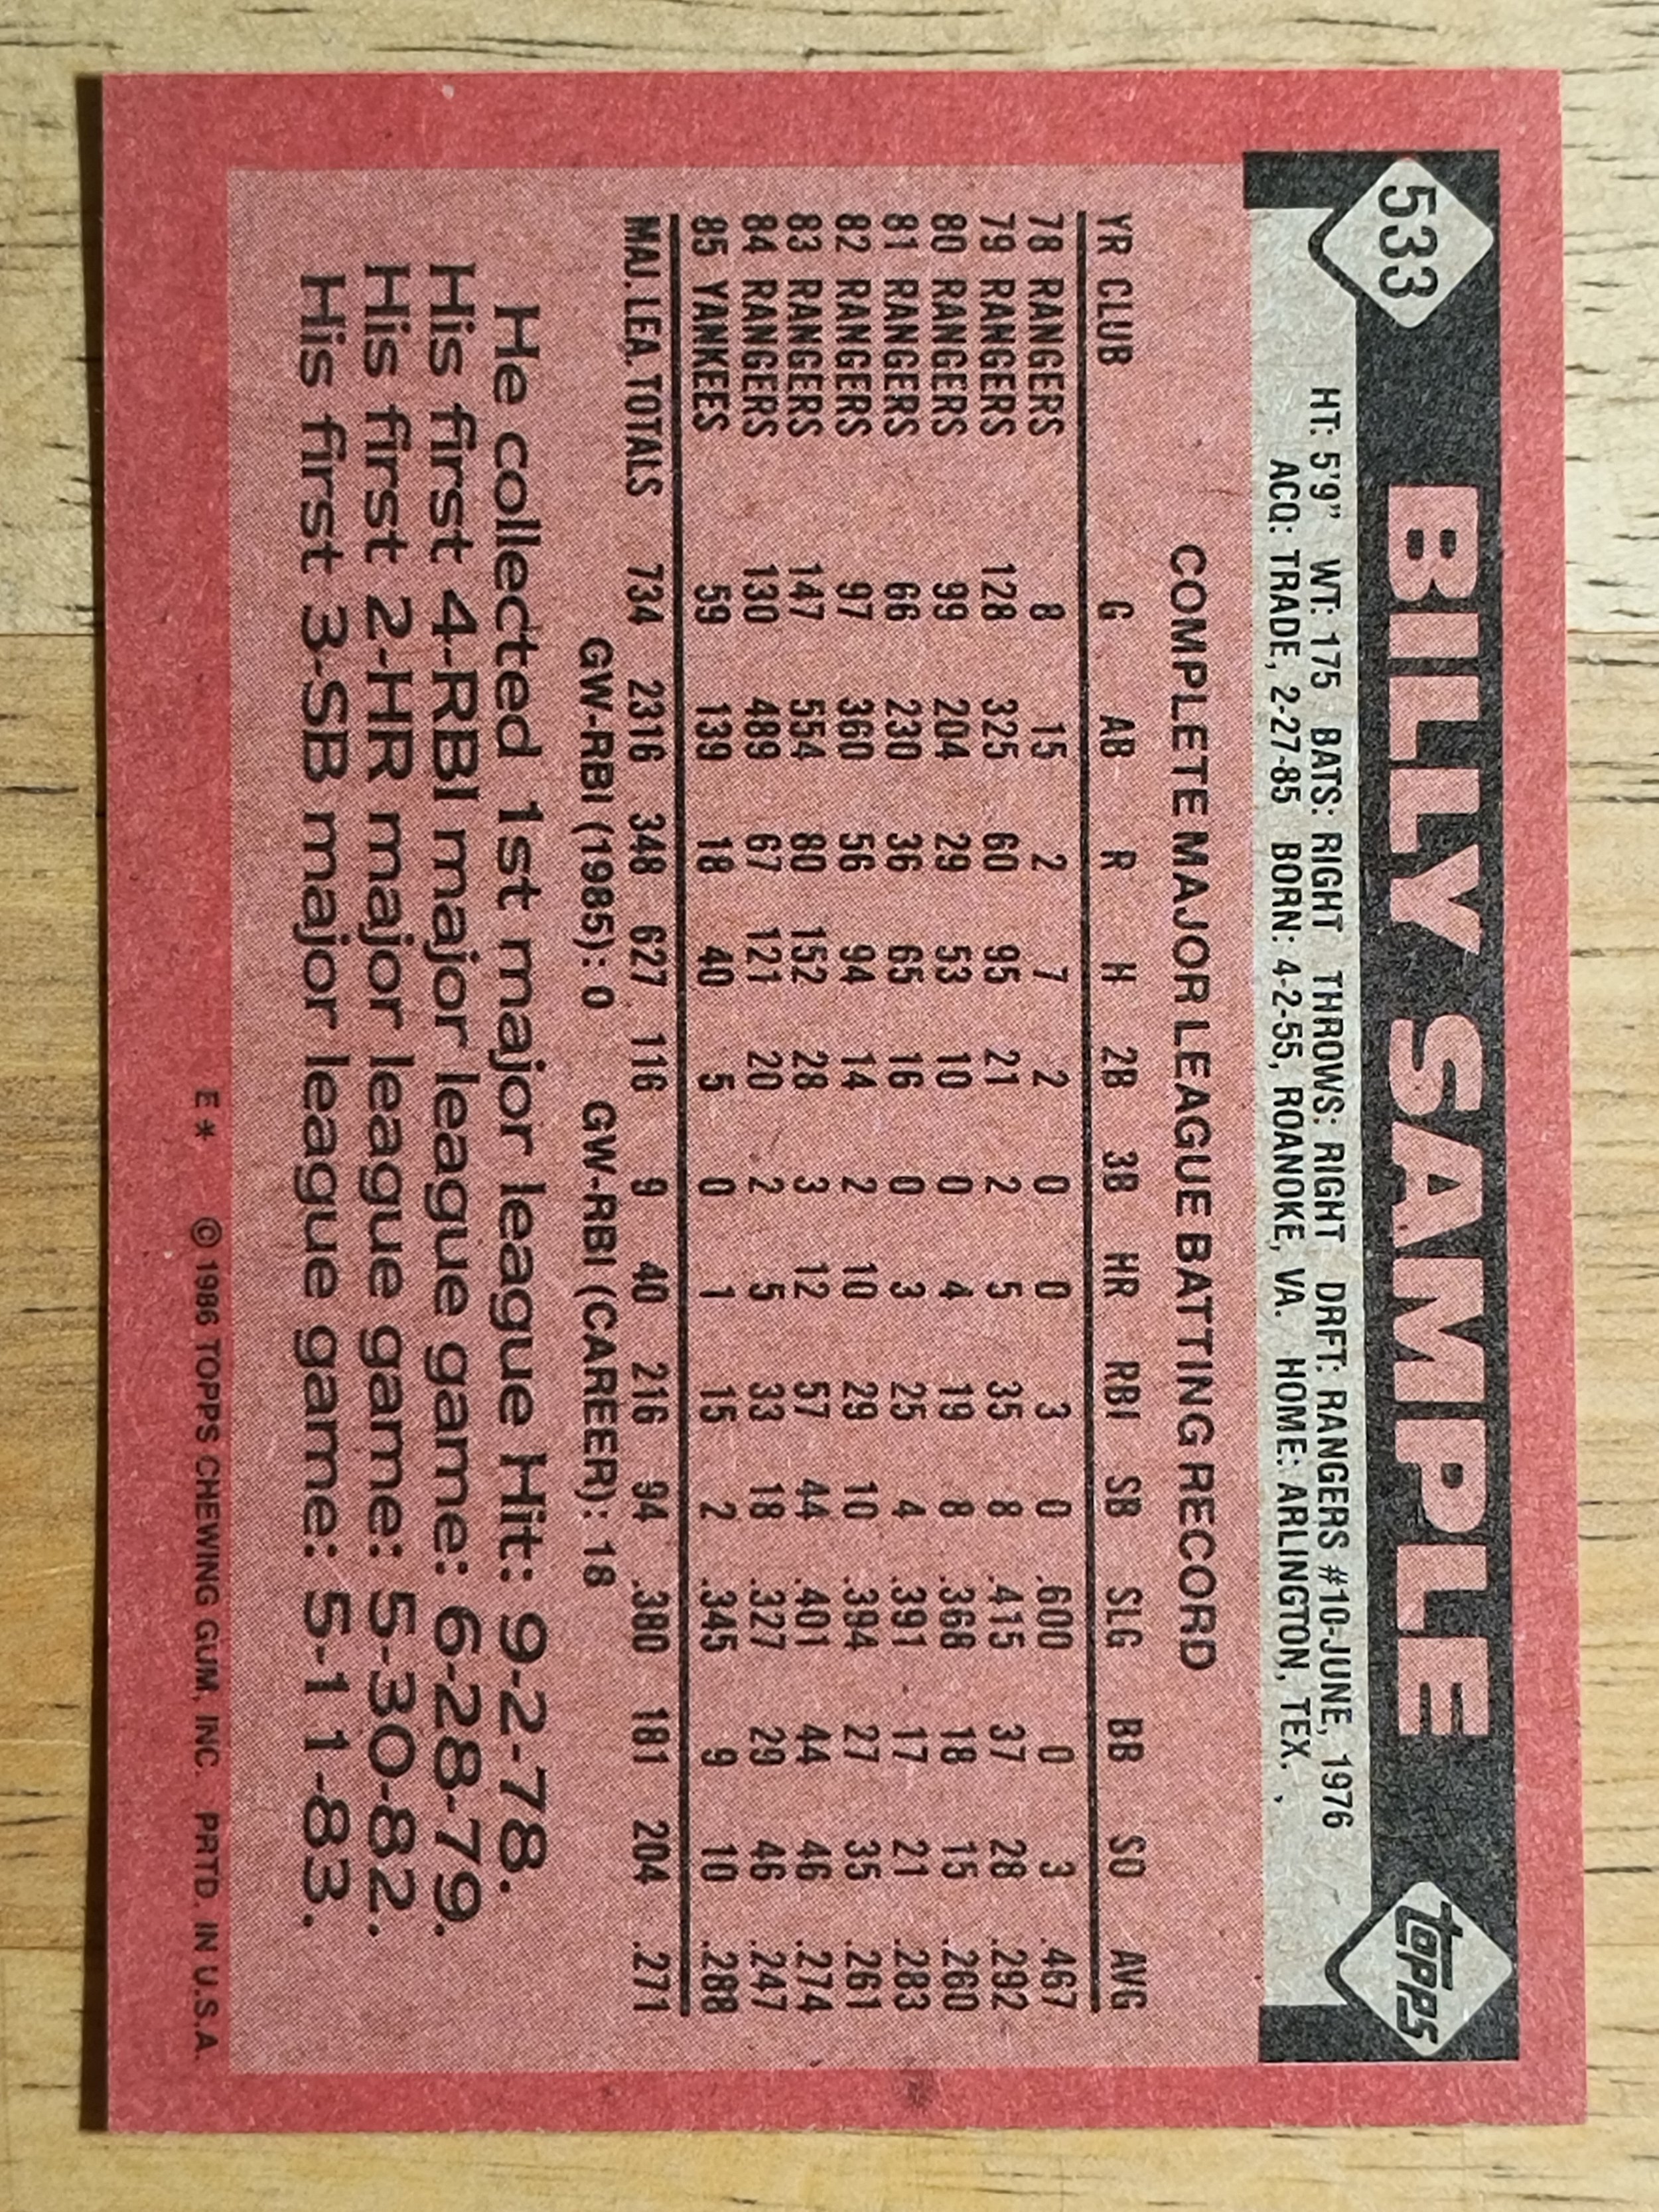 533 BILLY SAMPLE topps
HT: 5'9" WT: 175 BATS: RIGHT THROWS: RIGHT DRFT: RANGERS #10-JUNE, 1976
ACQ: TRADE, 2-27-85 BORN: 4-2-55, ROANOKE, VA. HOME: ARLINGTON, TEX.
COMPLETE MAJOR LEAGUE BATTING RECORD
YR CLUB G AB R H 2B 3B HR RBI SB SLG BB SO AVG
78 RANGERS 8 15 2 7 2 0 0 3 0 .600 0 3 .467
79 RANGERS 128 325 60 95 21 2 5 35 8 .415 37 28 .292
80 RANGERS 99 204 29 53 10 0 4 19 8 .368 18 15 .260
81 RANGERS 66 230 36 65 16 0 3 25 4 .391 17 21 .283
82 RANGERS 97 360 56 94 14 2 10 29 10 .394 27 35 .261
83 RANGERS 147 554 80 152 28 3 12 57 44 .401 44 46 .274
84 RANGERS 130 489 67 121 20 2 5 33 18 .327 29 46 .247
85 YANKEES 59 139 18 40 5 0 1 15 2 .345 9 10 .288
MAJ. LEA. TOTALS 734 2316 348 627 116 9 40 216 94 .380 181 204 .271
GW-RBI (1985): 0 GW-RBI (CAREER): 18
He collected 1st major league Hit: 9-2-78.
His first 4-RBI major league game: 6-28-79.
His first 2-HR major league game: 5-30-82.
His first 3-SB major league game: 5-11-83.
E* © 1986 TOPPS CHEWING GUM, INC. PRTD. IN U.S.A.